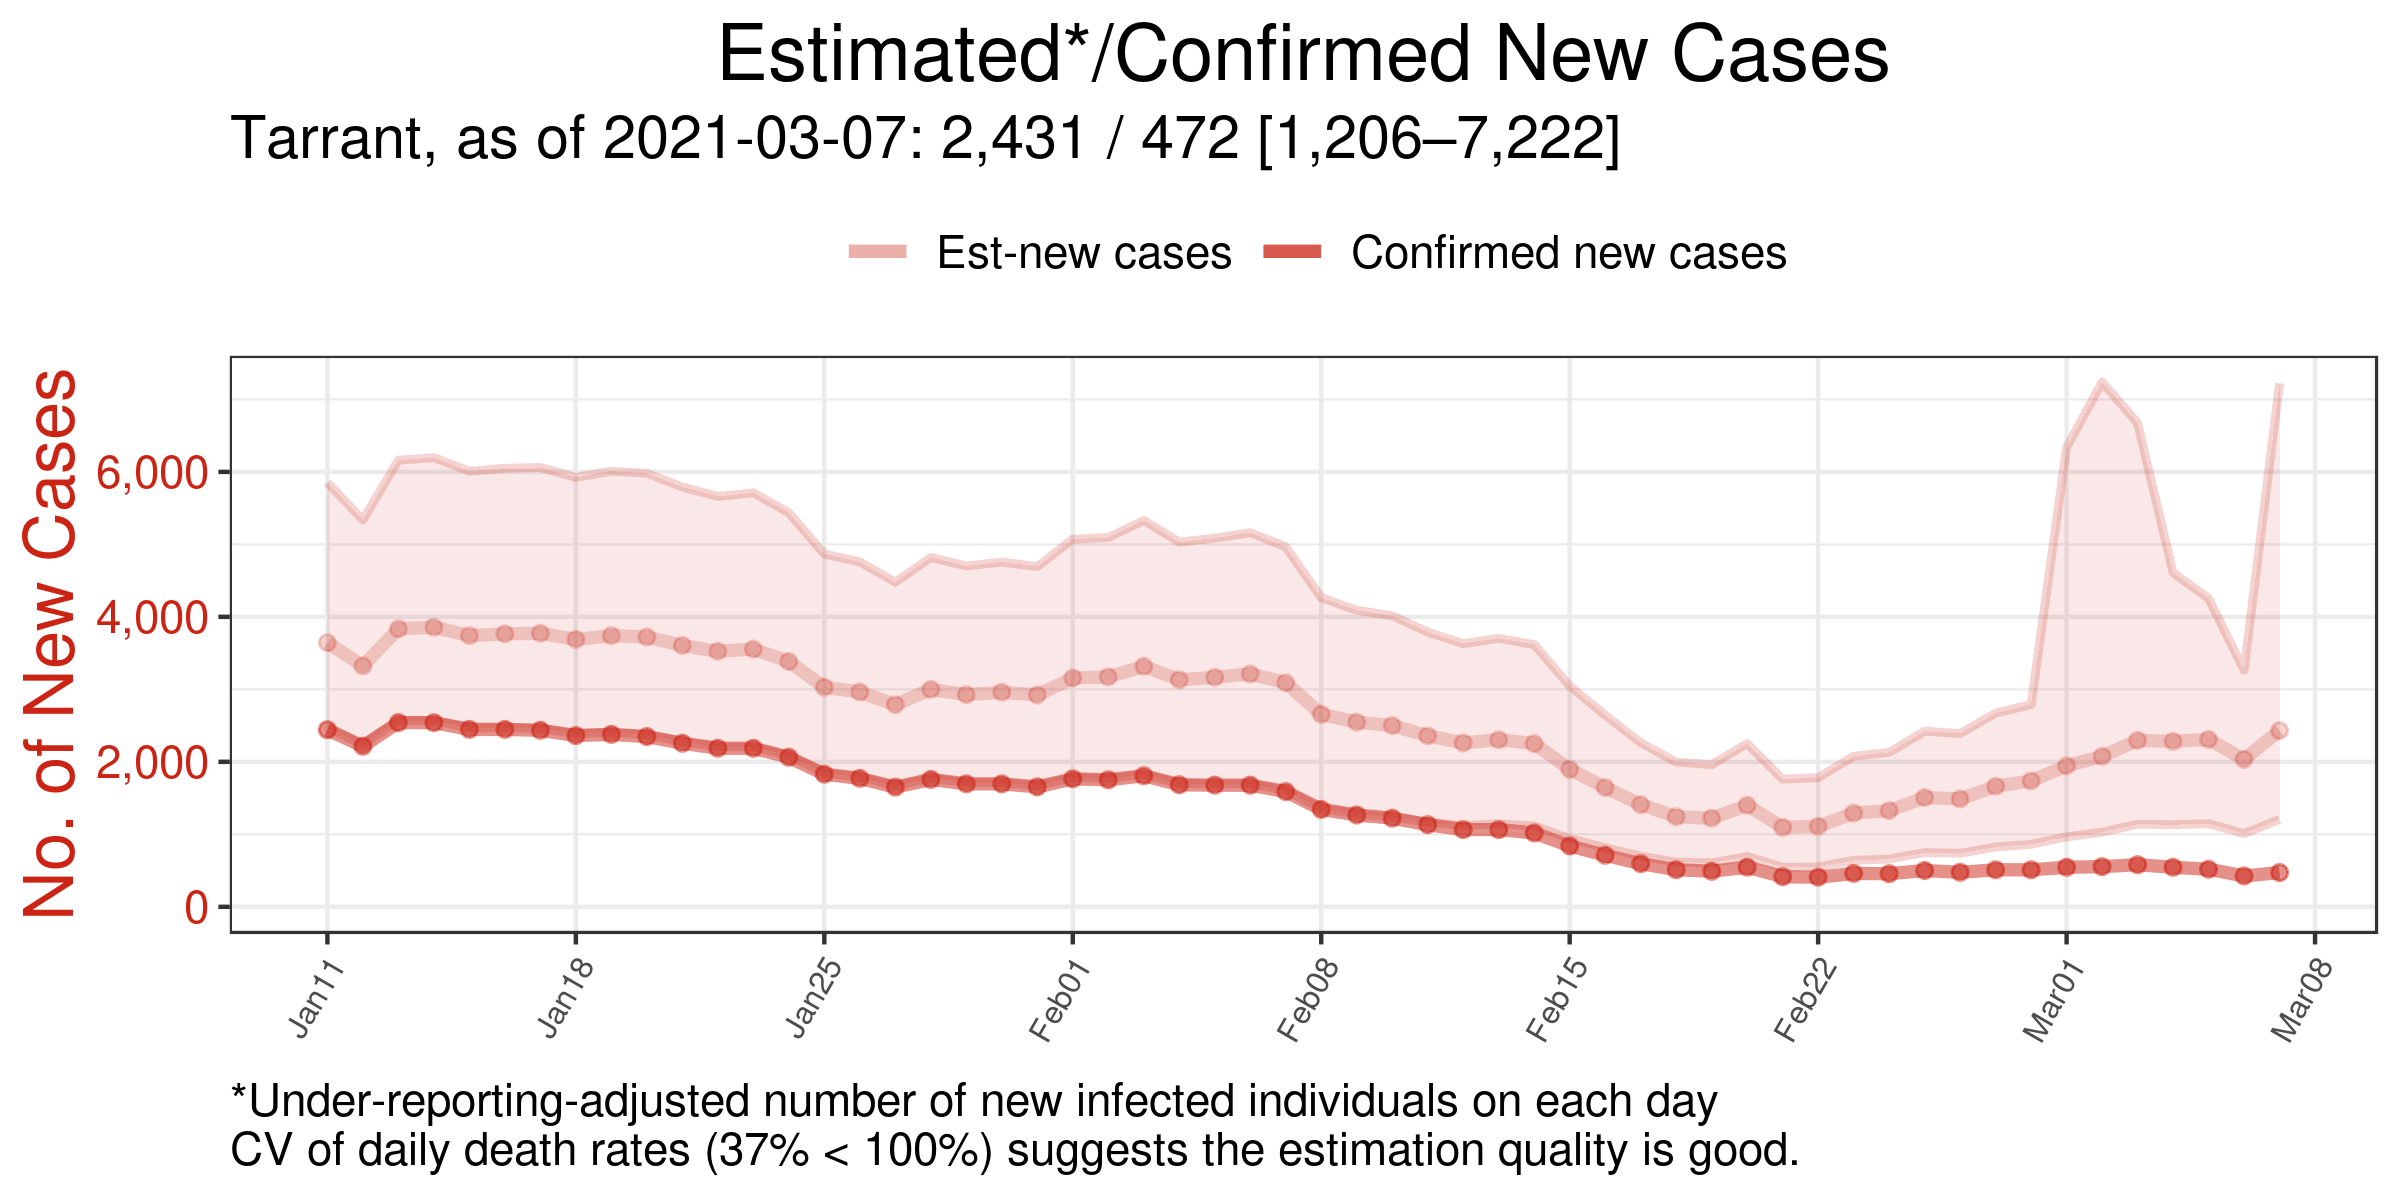 Estimated*/Confirmed New Cases
Tarrant, as of 2021-03-07: 2,431 / 472 [1,206–7,222]
Est-new cases Confirmed new cases
No. of New Cases
6,000
4,000
2,000
0
Jan11 Jan18 Jan25 Feb01 Feb08 Feb15 Feb22 Mar01 Mar08
*Under-reporting-adjusted number of new infected individuals on each day
CV of daily death rates (37% < 100%) suggests the estimation quality is good.